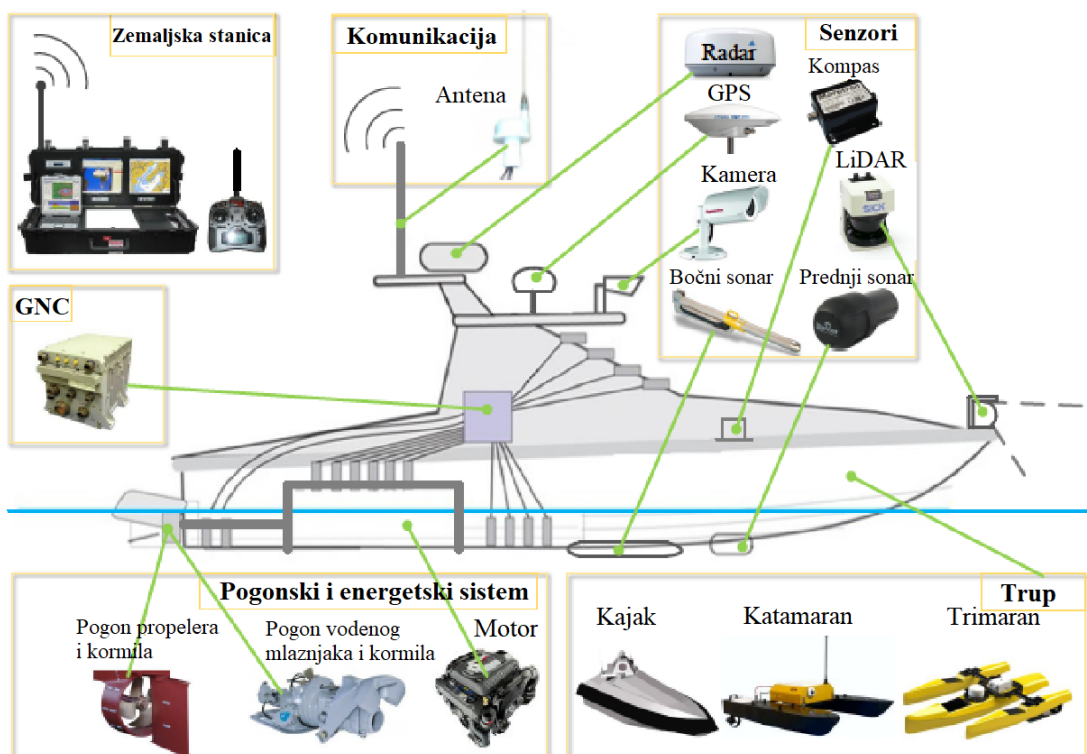 Zemaljska stanica
Komunikacija
Antena
Senzori
Radar
Kompas
GPS
LiDAR
Kamera
SICK
Bočni sonar
Prednji sonar
GNC
Pogonski i energetski sistem
Pogon propelera
i kormila
Pogon vodenog
mlaznjaka i kormila
Motor
Trup
Kajak
Katamaran
Trimaran